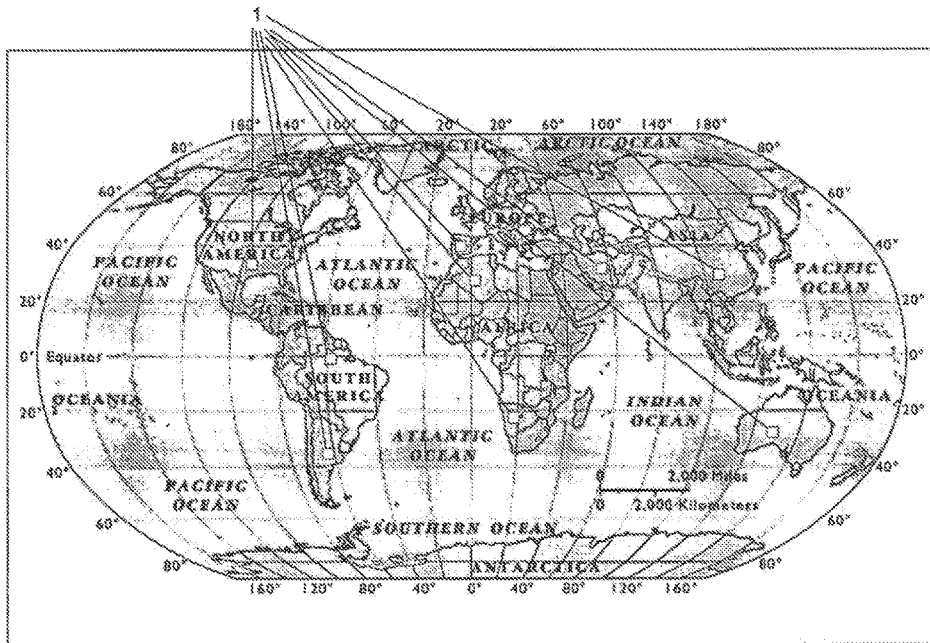 1
180° 140° 100° 60° 20° 20° 60° 100° 140° 180°
80° ARCTIC ARCTIC OCEAN 80°
60° 60°
EUROPE
NORTH AMERICA
ASIA
40° 40°
PACIFIC OCEAN
ATLANTIC OCEAN
PACIFIC OCEAN
20° 20°
CARIBBEAN
AFRICA
0° Equator 0°
SOUTH AMERICA
OCEANIA
INDIAN OCEAN
OCEANIA
20° 20°
ATLANTIC OCEAN
40° 40°
0 2,000 Miles
0 2,000 Kilometers
PACIFIC OCEAN
60° 60°
SOUTHERN OCEAN
80° ANTARCTICA 80°
160° 120° 80° 40° 0° 40° 80° 120° 160°